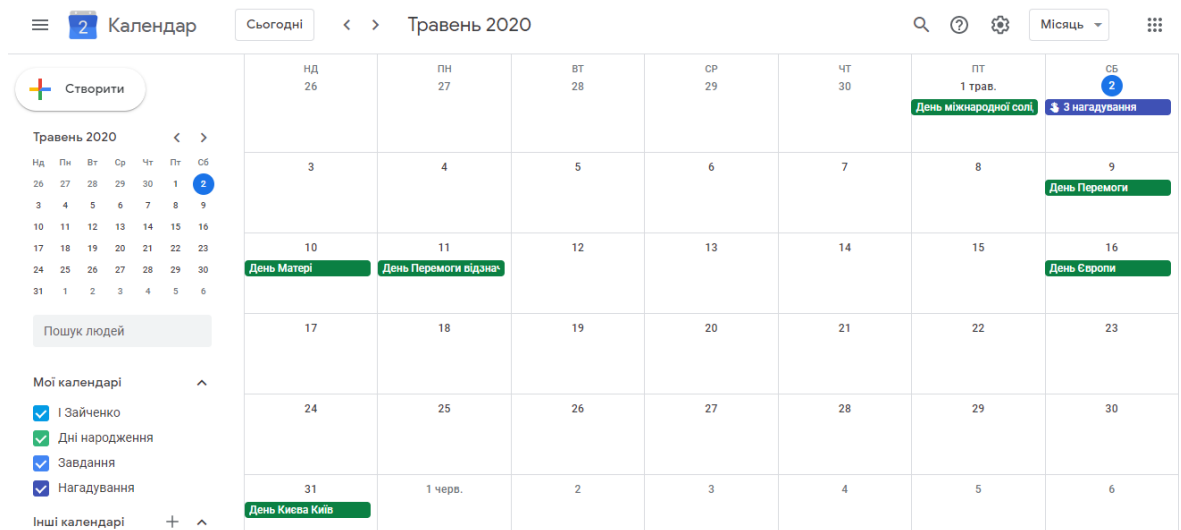 2 Календар Сьогодні < > Травень 2020 Місяць
Створити
Травень 2020 < >
Нд Пн Вт Ср Чт Пт Сб
26 27 28 29 30 1 2
3 4 5 6 7 8 9
10 11 12 13 14 15 16
17 18 19 20 21 22 23
24 25 26 27 28 29 30
31 1 2 3 4 5 6
Пошук людей
Мої календарі
І Зайченко
Дні народження
Завдання
Нагадування
Інші календарі +
НД ПН ВТ СР ЧТ ПТ СБ
26 27 28 29 30 1 трав. 2
День міжнародної солі, 3 нагадування
3 4 5 6 7 8 9
День Перемоги
10 11 12 13 14 15 16
День Матері День Перемоги відзнач День Європи
17 18 19 20 21 22 23
24 25 26 27 28 29 30
31 1 черв. 2 3 4 5 6
День Києва Київ